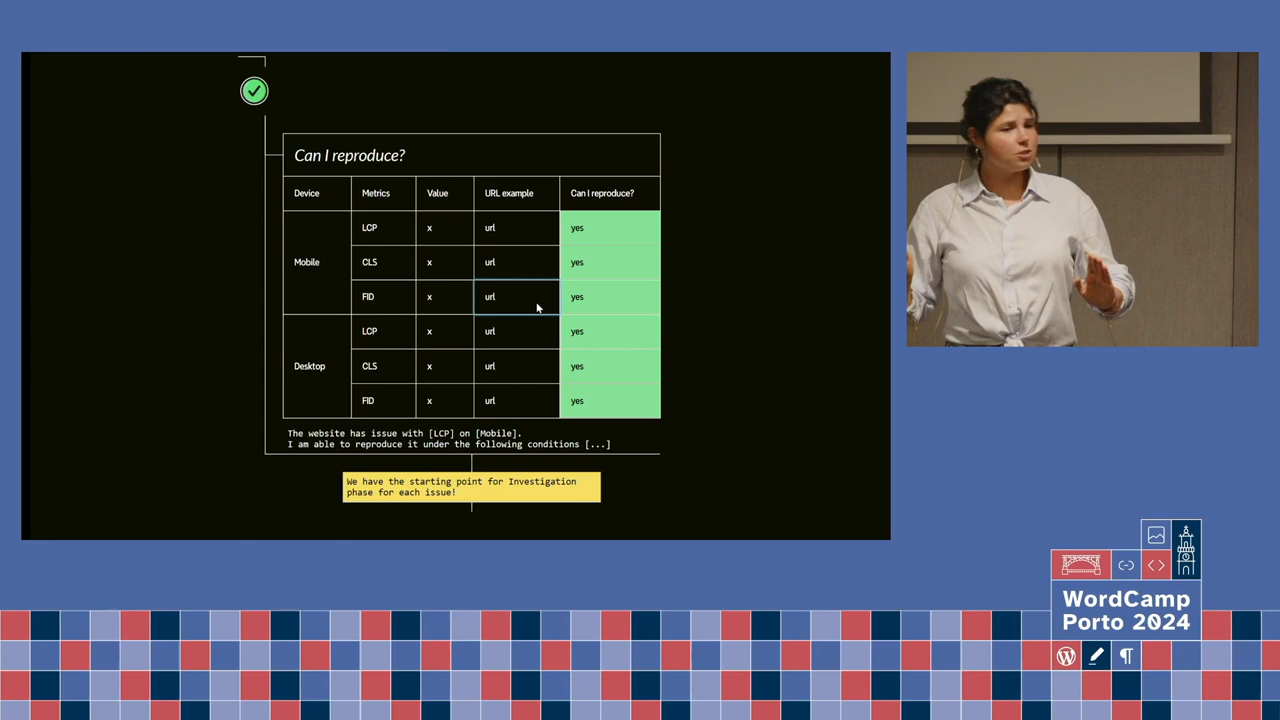 Can I reproduce?
Device Metrics Value URL example Can I reproduce?
Mobile
LCP x url yes
CLS x url yes
FID x url yes
Desktop
LCP x url yes
CLS x url yes
FID x url yes
The website has issue with [LCP] on [Mobile].
I am able to reproduce it under the following conditions [...]
We have the starting point for Investigation
phase for each issue!
WordCamp
Porto 2024